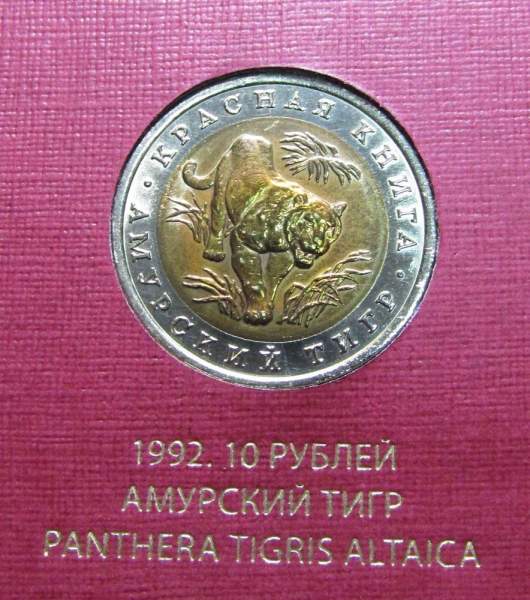 · КРАСНАЯ КНИГА ·
АМУРСКИЙ ТИГР
1992. 10 РУБЛЕЙ
АМУРСКИЙ ТИГР
PANTHERA TIGRIS ALTAICA